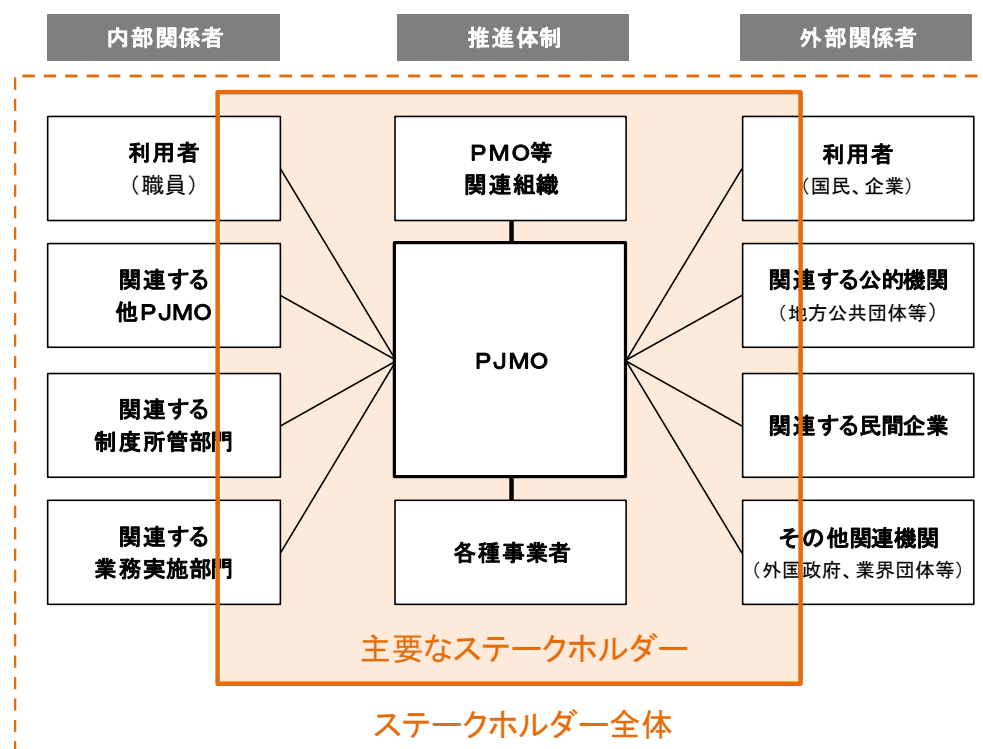 内部関係者
推進体制
外部関係者
利用者
（職員）
関連する
他PJMO
関連する
制度所管部門
関連する
業務実施部門
PMO等
関連組織
PJMO
各種事業者
利用者
（国民、企業）
関連する公的機関
（地方公共団体等）
関連する民間企業
その他関連機関
（外国政府、業界団体等）
主要なステークホルダー
ステークホルダー全体